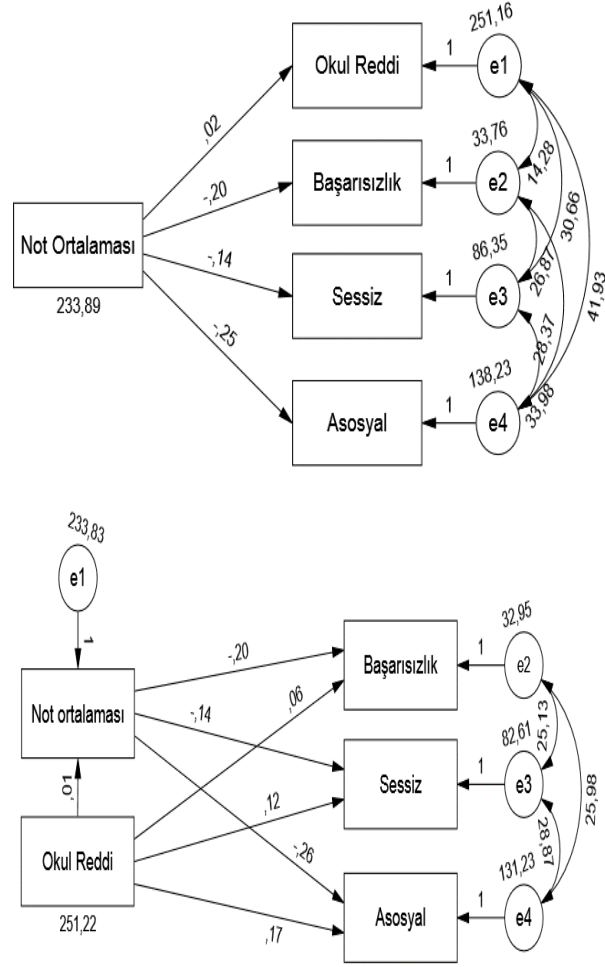 251,16
Okul Reddi
1
e1
,02
33,76
Başarısızlık
1
e2
14,28
-,20
30,66
Not Ortalaması
233,89
-,14
86,35
Sessiz
1
e3
26,87
41,93
-,25
28,37
138,23
Asosyal
1
e4
33,98
233,83
e1
1
-,20
Başarısızlık
32,95
1
e2
Not ortalaması
,06
-,14
25,13
82,61
Sessiz
1
e3
25,98
,01
,12
28,87
Okul Reddi
251,22
-,26
131,23
Asosyal
1
e4
,17